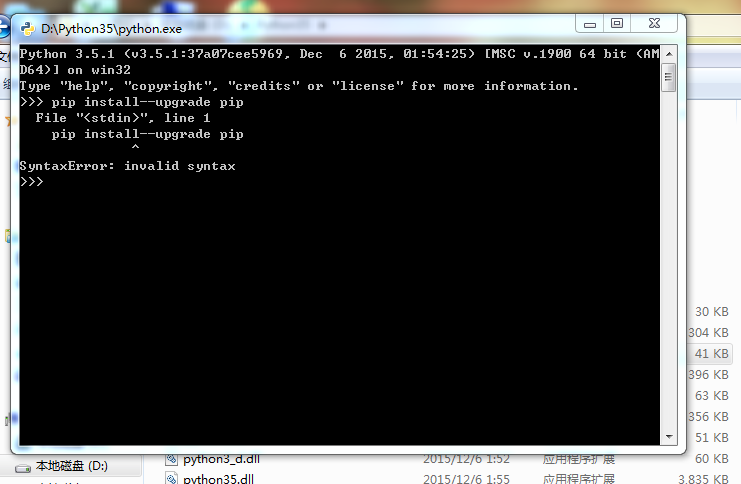 D:\Python35\python.exe
Python 3.5.1 (v3.5.1:37a07cee5969, Dec  6 2015, 01:54:25) [MSC v.1900 64 bit (AM
D64)] on win32
Type "help", "copyright", "credits" or "license" for more information.
>>> pip install--upgrade pip
  File "<stdin>", line 1
    pip install--upgrade pip
               ^
SyntaxError: invalid syntax
>>>
30 KB
304 KB
41 KB
396 KB
63 KB
356 KB
51 KB
本地磁盘 (D:)
python3_d.dll 2015/12/6 1:52 应用程序扩展 60 KB
python35.dll 2015/12/6 1:55 应用程序扩展 3,835 KB